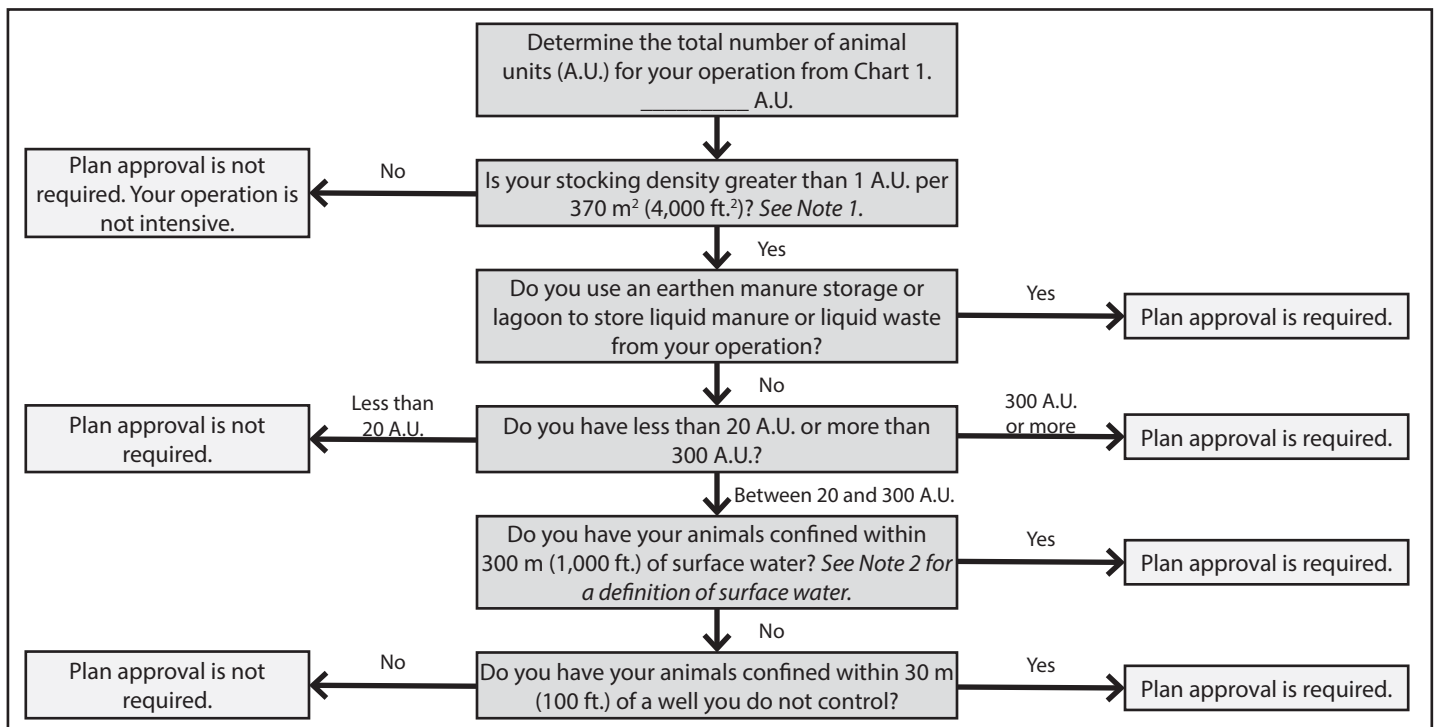 Determine the total number of animal
units (A.U.) for your operation from Chart 1.
_________ A.U.
Plan approval is not
required. Your operation is
not intensive.
No
Is your stocking density greater than 1 A.U. per
370 m² (4,000 ft.²)? See Note 1.
Yes
Do you use an earthen manure storage or
lagoon to store liquid manure or liquid waste
from your operation?
Yes
Plan approval is required.
No
Plan approval is not
required.
Less than
20 A.U.
Do you have less than 20 A.U. or more than
300 A.U.?
300 A.U.
or more
Plan approval is required.
Between 20 and 300 A.U.
Do you have your animals confined within
300 m (1,000 ft.) of surface water? See Note 2 for
a definition of surface water.
Yes
Plan approval is required.
No
Plan approval is not
required.
No
Do you have your animals confined within 30 m
(100 ft.) of a well you do not control?
Yes
Plan approval is required.